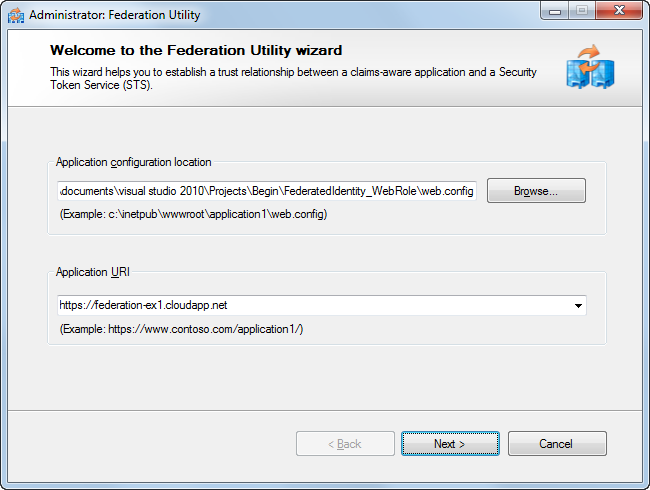 Administrator: Federation Utility
Welcome to the Federation Utility wizard
This wizard helps you to establish a trust relationship between a claims-aware application and a Security
Token Service (STS).
Application configuration location
\documents\visual studio 2010\Projects\Begin\FederatedIdentity_WebRole\web.config
Browse...
(Example: c:\inetpub\wwwroot\application1\web.config)
Application URI
https://federation-ex1.cloudapp.net
(Example: https://www.contoso.com/application1/)
< Back
Next >
Cancel